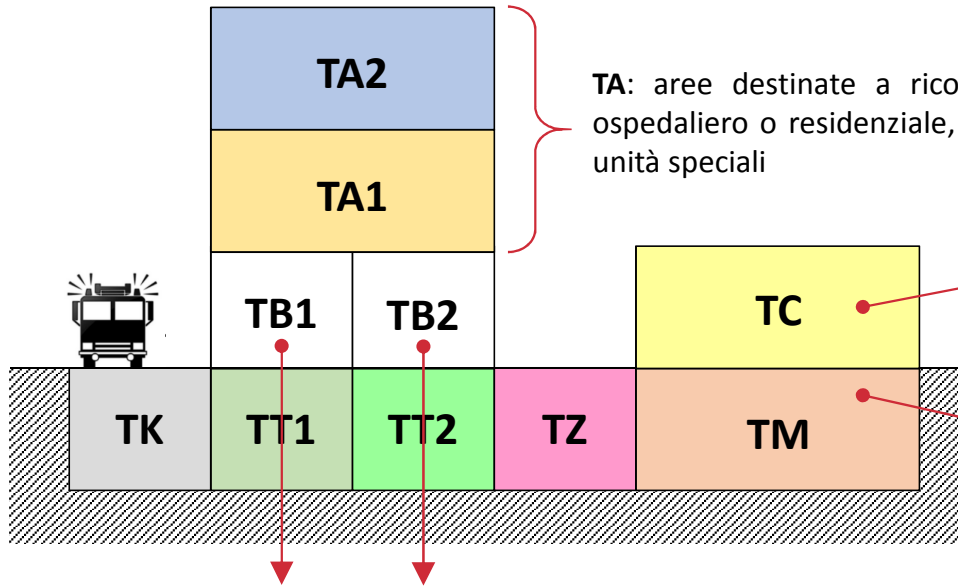 TA2
TA: aree destinate a rico
ospedaliero o residenziale,
unità speciali
TA1
TB1 TB2 TC
TK TT1 TT2 TZ TM